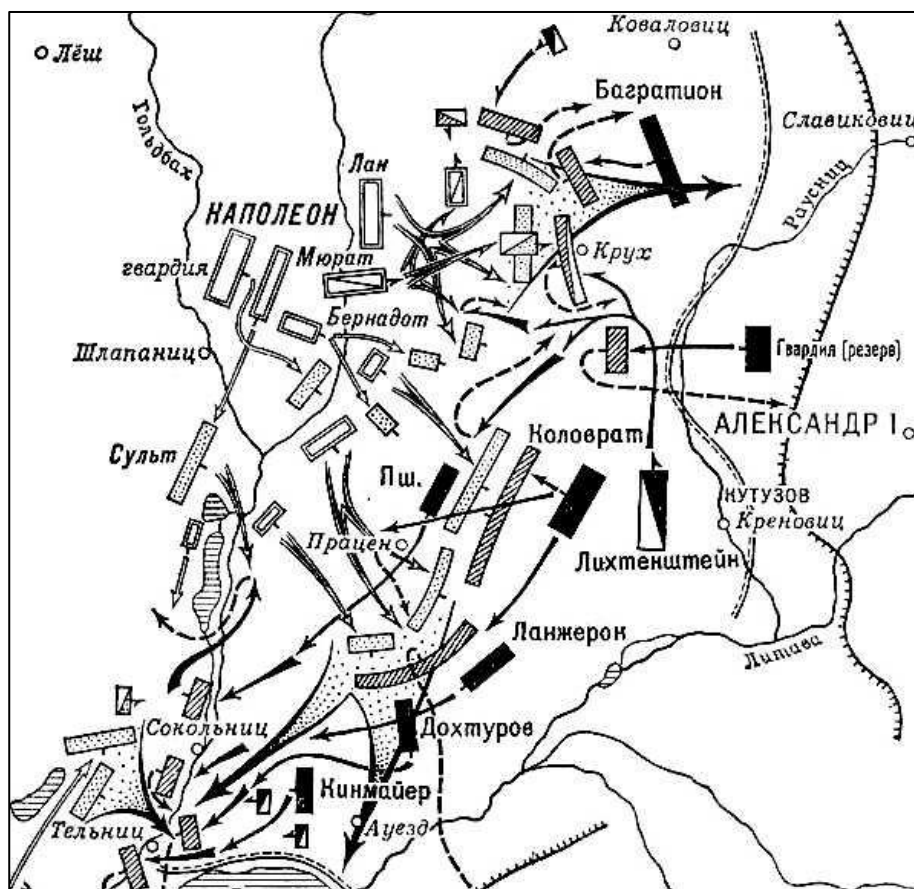 Коваловиц
Лёш
Гольдбах
Багратион
Славиковиц
Лан
Раусниц
НАПОЛЕОН
Мюрат
Крух
гвардия
Бернадот
Шлапаниц
Гвардия (резерв)
АЛЕКСАНДР I
Коловрат
Сульт
Пш.
КУТУЗОВ
Креновиц
Працен
Лихтенштейн
Ланжерон
Литава
Сокольниц
Дохтуров
Кинмайер
Тельниц
Ауезд